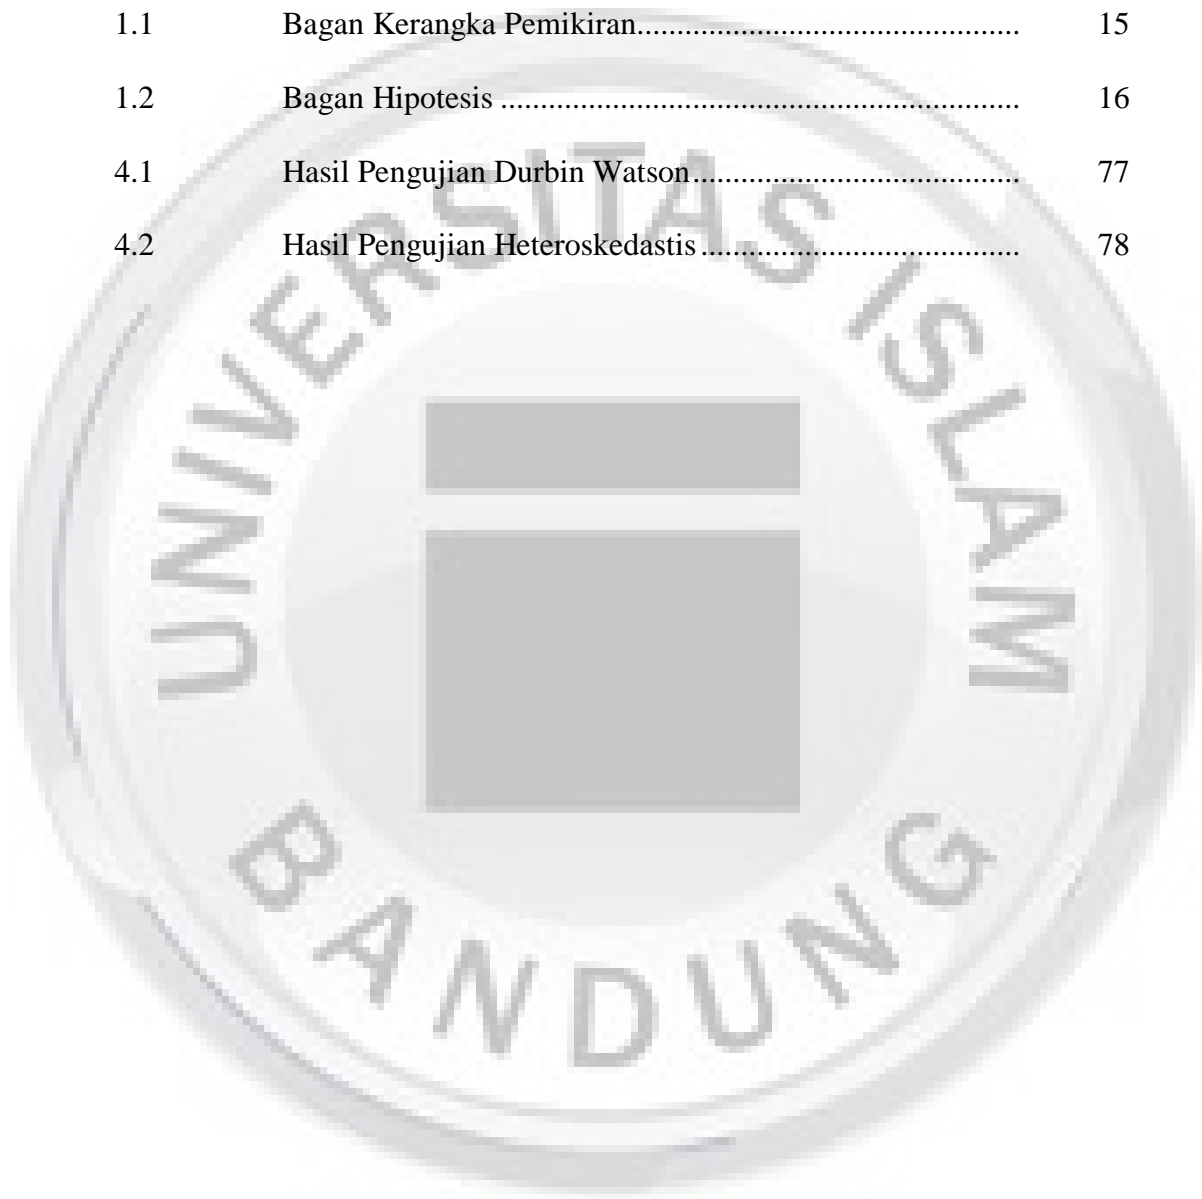 1.1 Bagan Kerangka Pemikiran................................................ 15
1.2 Bagan Hipotesis ................................................................. 16
4.1 Hasil Pengujian Durbin Watson......................................... 77
4.2 Hasil Pengujian Heteroskedastis ........................................ 78
UNIVERSITAS ISLAM
BANDUNG